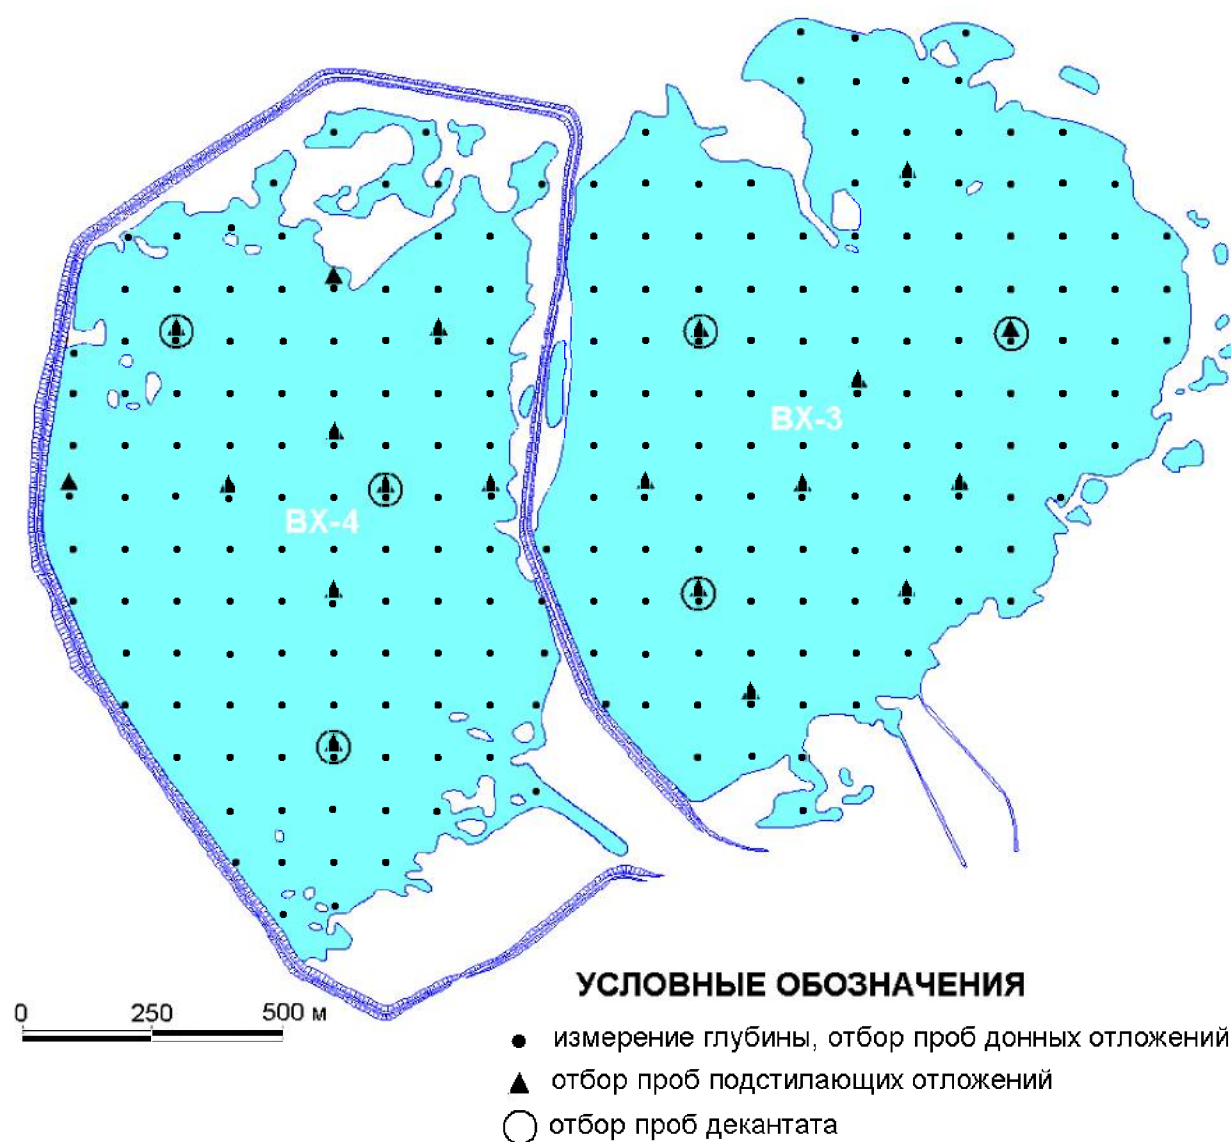 ВХ-3
ВХ-4
УСЛОВНЫЕ ОБОЗНАЧЕНИЯ
0 250 500 м
измерение глубины, отбор проб донных отложений
отбор проб подстилающих отложений
отбор проб декантата